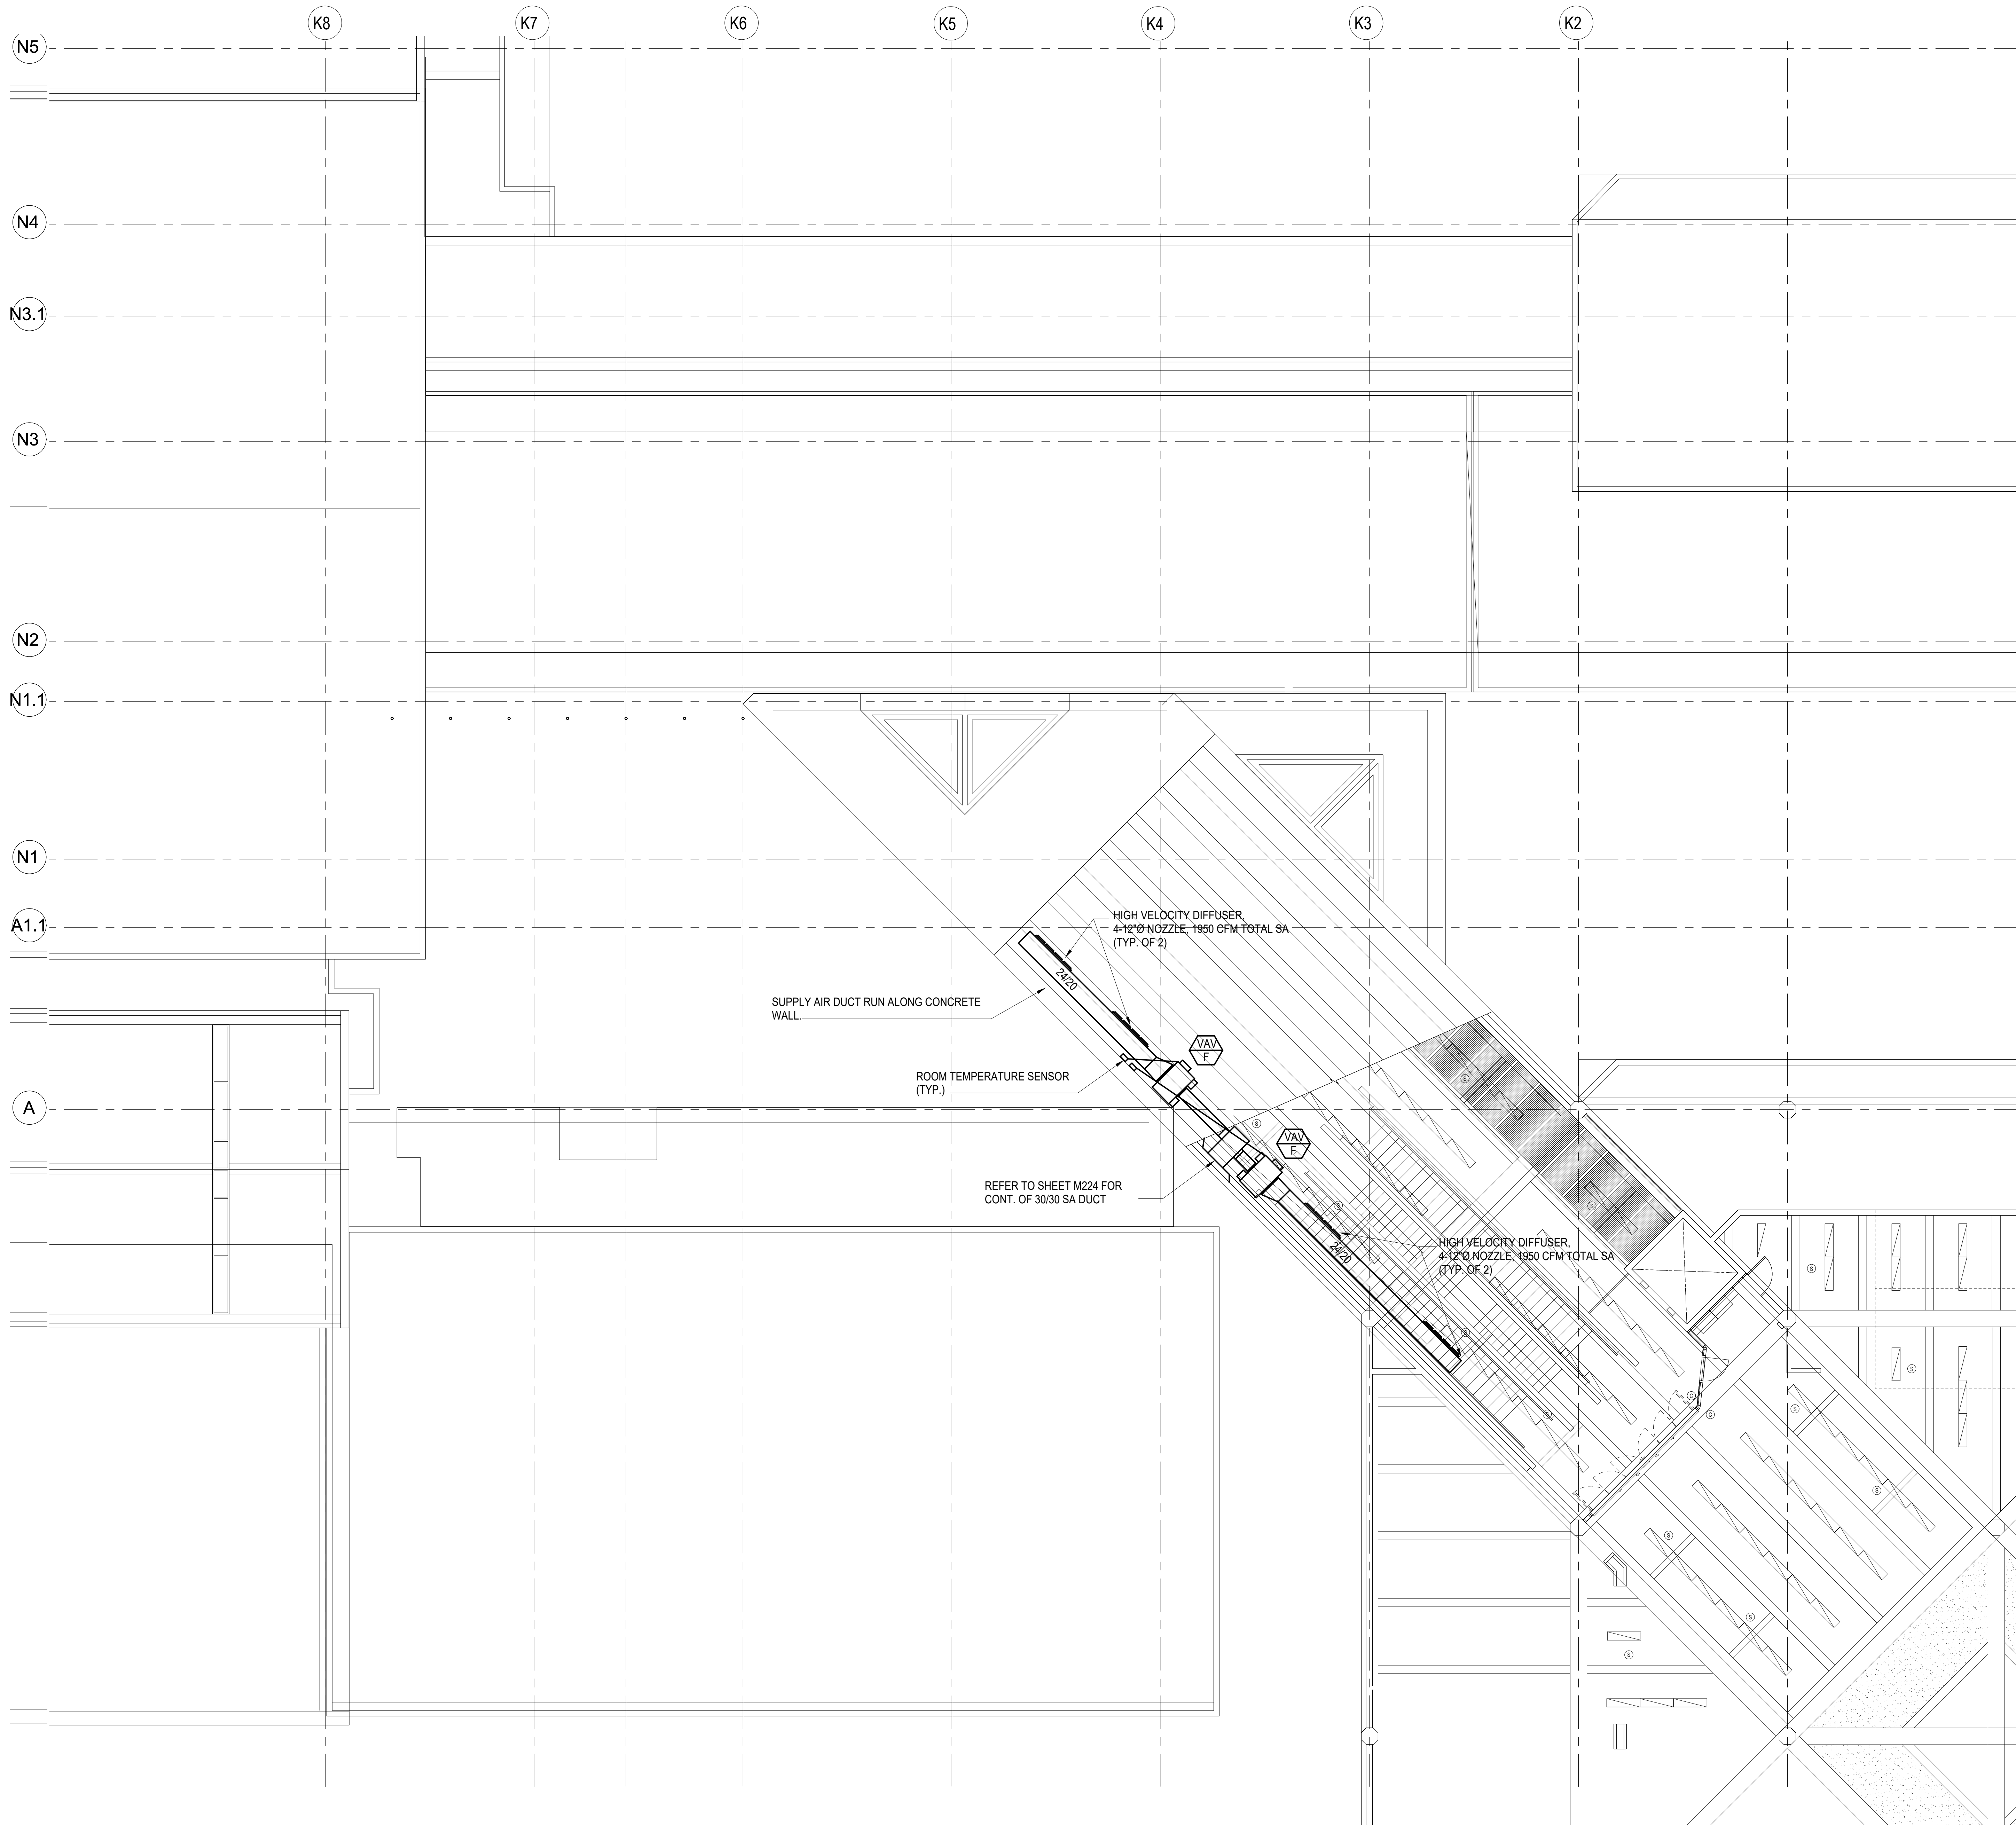 K8
K7
K6
K5
K4
K3
K2
N5
N4
N3.1
N3
N2
N1.1
N1
A1.1
HIGH VELOCITY DIFFUSER,
4-12"Ø NOZZLE, 1950 CFM TOTAL SA
(TYP. OF 2)
24/20
SUPPLY AIR DUCT RUN ALONG CONCRETE
WALL.
VAV
F
ROOM TEMPERATURE SENSOR
(TYP.)
A
S
S
VAV
F
REFER TO SHEET M224 FOR
CONT. OF 30/30 SA DUCT
S
S
HIGH VELOCITY DIFFUSER,
4-12"Ø NOZZLE, 1950 CFM TOTAL SA
(TYP. OF 2)
24/20
S
S
S
C
C
S
S
S
S
S
S